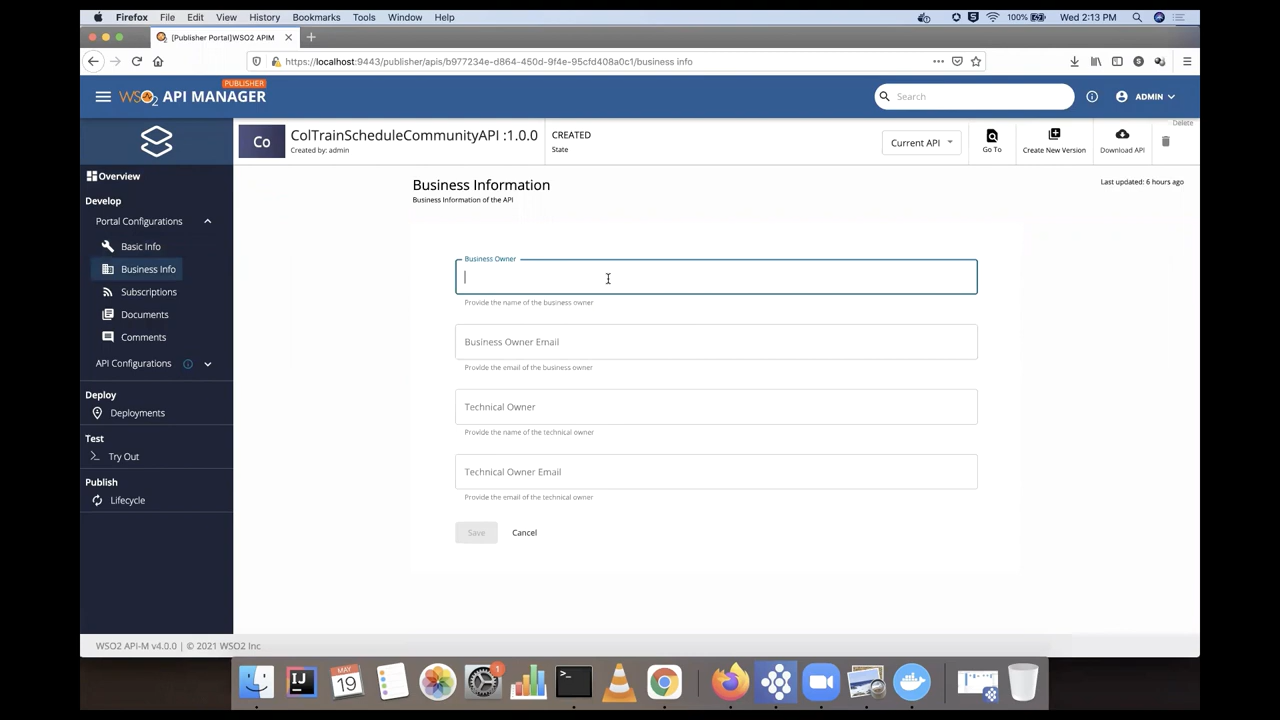 Firefox File Edit View History Bookmarks Tools Window Help 100% Wed 2:13 PM
[Publisher Portal]WSO2 APIM
https://localhost:9443/publisher/apis/b977234e-d864-450d-9f4e-95cfd408a0c1/business info
WSO2 API MANAGER PUBLISHER Search ADMIN
Co
ColTrainScheduleCommunityAPI :1.0.0
Created by: admin
CREATED
State
Current API
Go To
Create New Version
Download API
Delete
Overview
Develop
Portal Configurations
Basic Info
Business Info
Subscriptions
Documents
Comments
API Configurations
Deploy
Deployments
Test
Try Out
Publish
Lifecycle
Business Information
Business Information of the API
Last updated: 6 hours ago
Business Owner
Provide the name of the business owner
Business Owner Email
Provide the email of the business owner
Technical Owner
Provide the name of the technical owner
Technical Owner Email
Provide the email of the technical owner
Save Cancel
WSO2 API-M v4.0.0 | © 2021 WSO2 Inc
IJ
MAY
19
1
>_